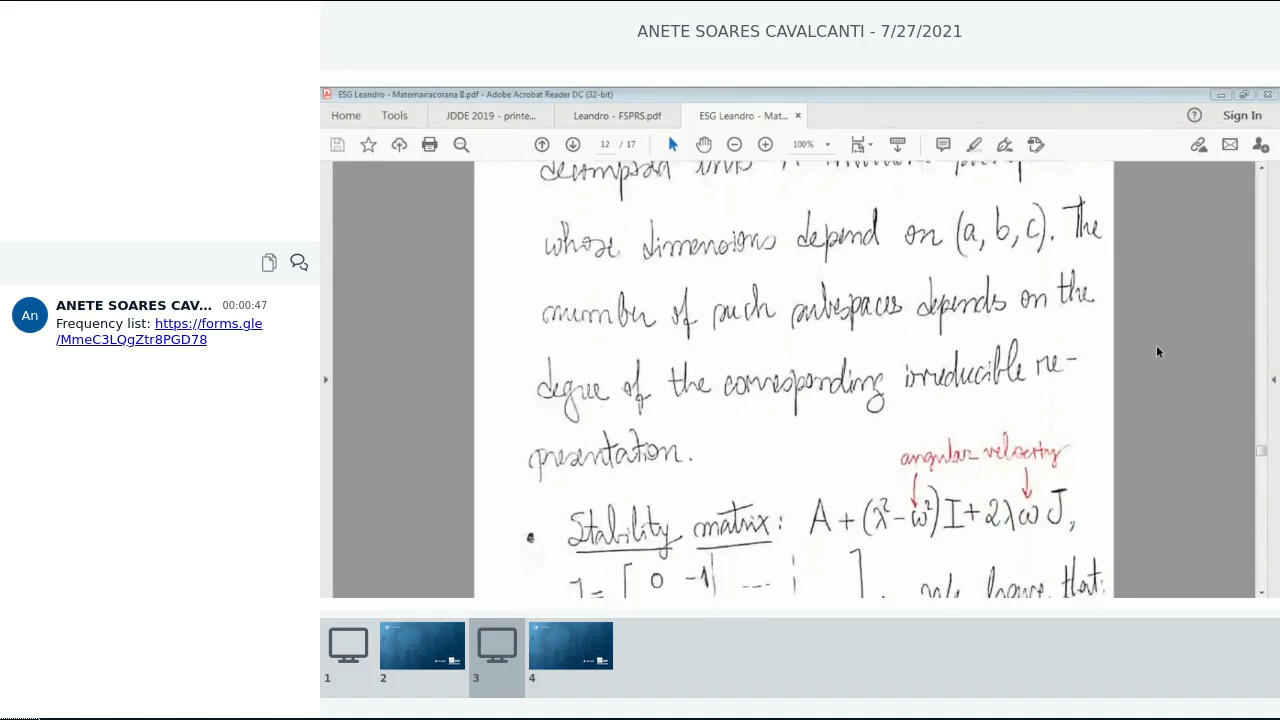 ANETE SOARES CAVALCANTI - 7/27/2021
ESG Leandro - Matemairacorana II.pdf - Adobe Acrobat Reader DC (32-bit)
Home Tools JDDE 2019 - printe... Leandro - FSPRS.pdf ESG Leandro - Mat... × Sign In
12 / 17 100%
An ANETE SOARES CAV... 00:00:47
Frequency list: https://forms.gle
/MmeC3LQgZtr8PGD78
whose dimensions depend on (a, b, c). The
number of such subspaces depends on the
degree of the corresponding irreducible re-
presentation.
angular velocity
• Stability matrix: A + (λ² - ω²) I + 2λω J,
J = [ 0 -1 ... ] . We have that:
1 2 3 4